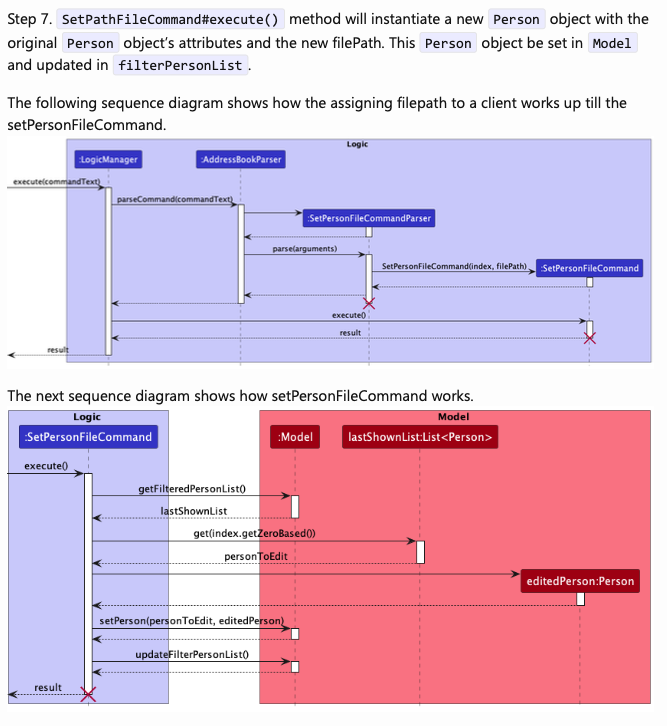 Step 7. SetPathFileCommand#execute() method will instantiate a new Person object with the
original Person object's attributes and the new filePath. This Person object be set in Model
and updated in filterPersonList.
The following sequence diagram shows how the assigning filepath to a client works up till the
setPersonFileCommand.
Logic
:LogicManager :AddressBookParser
execute(commandText)
parseCommand(commandText)
:SetPersonFileCommandParser
parse(arguments)
SetPersonFileCommand(index, filePath) :SetPersonFileCommand
execute()
result
result
The next sequence diagram shows how setPersonFileCommand works.
Logic Model
:SetPersonFileCommand :Model lastShownList:List<Person>
execute()
getFilteredPersonList()
lastShownList
get(index.getZeroBased())
personToEdit
editedPerson:Person
setPerson(personToEdit, editedPerson)
updateFilterPersonList()
result